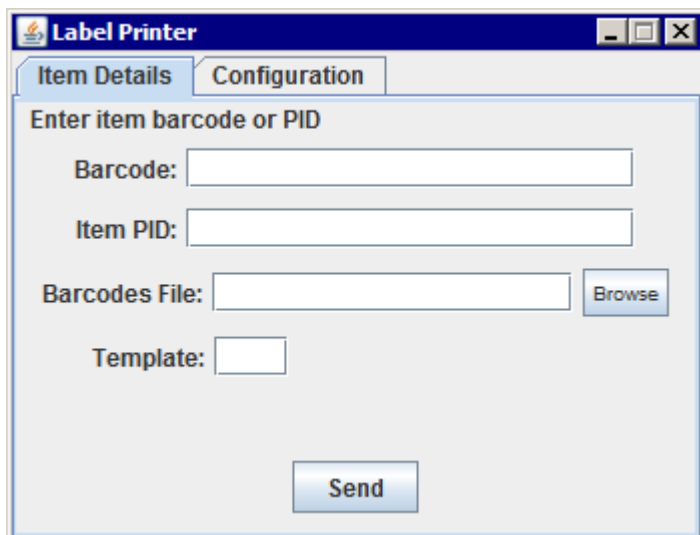 Label Printer
Item Details Configuration
Enter item barcode or PID
Barcode:
Item PID:
Barcodes File: Browse
Template:
Send